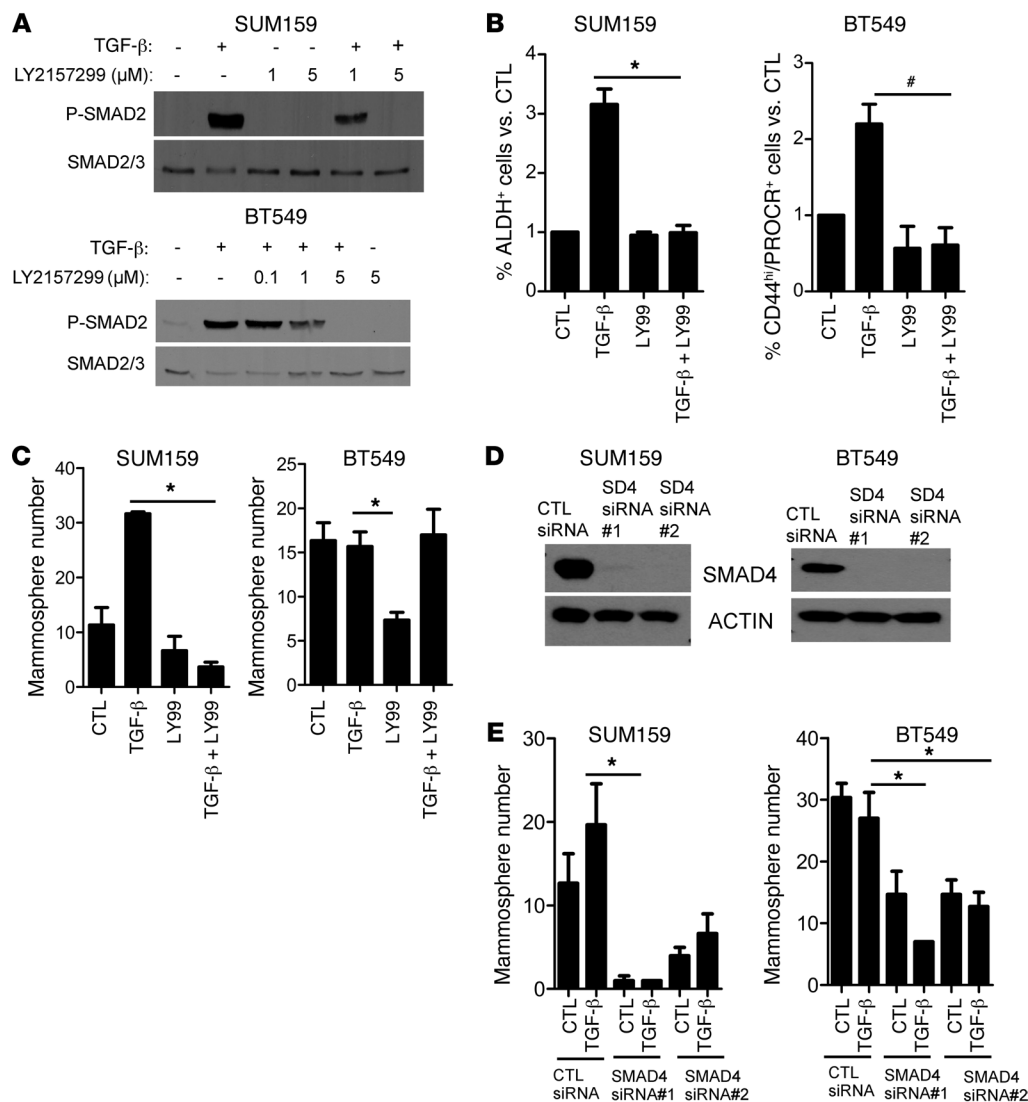 A
SUM159
TGF-β: - + - - + +
LY2157299 (μM): - - 1 5 1 5
P-SMAD2
SMAD2/3
BT549
TGF-β: - + + + + -
LY2157299 (μM): - - 0.1 1 5 5
P-SMAD2
SMAD2/3
B
SUM159
% ALDH+ cells vs. CTL
4
3
2
1
0
*
CTL
TGF-β
LY99
TGF-β + LY99
BT549
% CD44hi/PROCR+ cells vs. CTL
3
2
1
0
#
CTL
TGF-β
LY99
TGF-β + LY99
C
SUM159
Mammosphere number
40
30
20
10
0
*
CTL
TGF-β
LY99
TGF-β + LY99
BT549
Mammosphere number
25
20
15
10
5
0
*
CTL
TGF-β
LY99
TGF-β + LY99
D
SUM159
CTL
siRNA
SD4
siRNA
#1
SD4
siRNA
#2
BT549
CTL
siRNA
SD4
siRNA
#1
SD4
siRNA
#2
SMAD4
ACTIN
E
SUM159
Mammosphere number
30
20
10
0
*
CTL
TGF-β
CTL
TGF-β
CTL
TGF-β
CTL
siRNA
SMAD4
siRNA#1
SMAD4
siRNA#2
BT549
Mammosphere number
40
30
20
10
0
*
*
CTL
TGF-β
CTL
TGF-β
CTL
TGF-β
CTL
siRNA
SMAD4
siRNA#1
SMAD4
siRNA#2